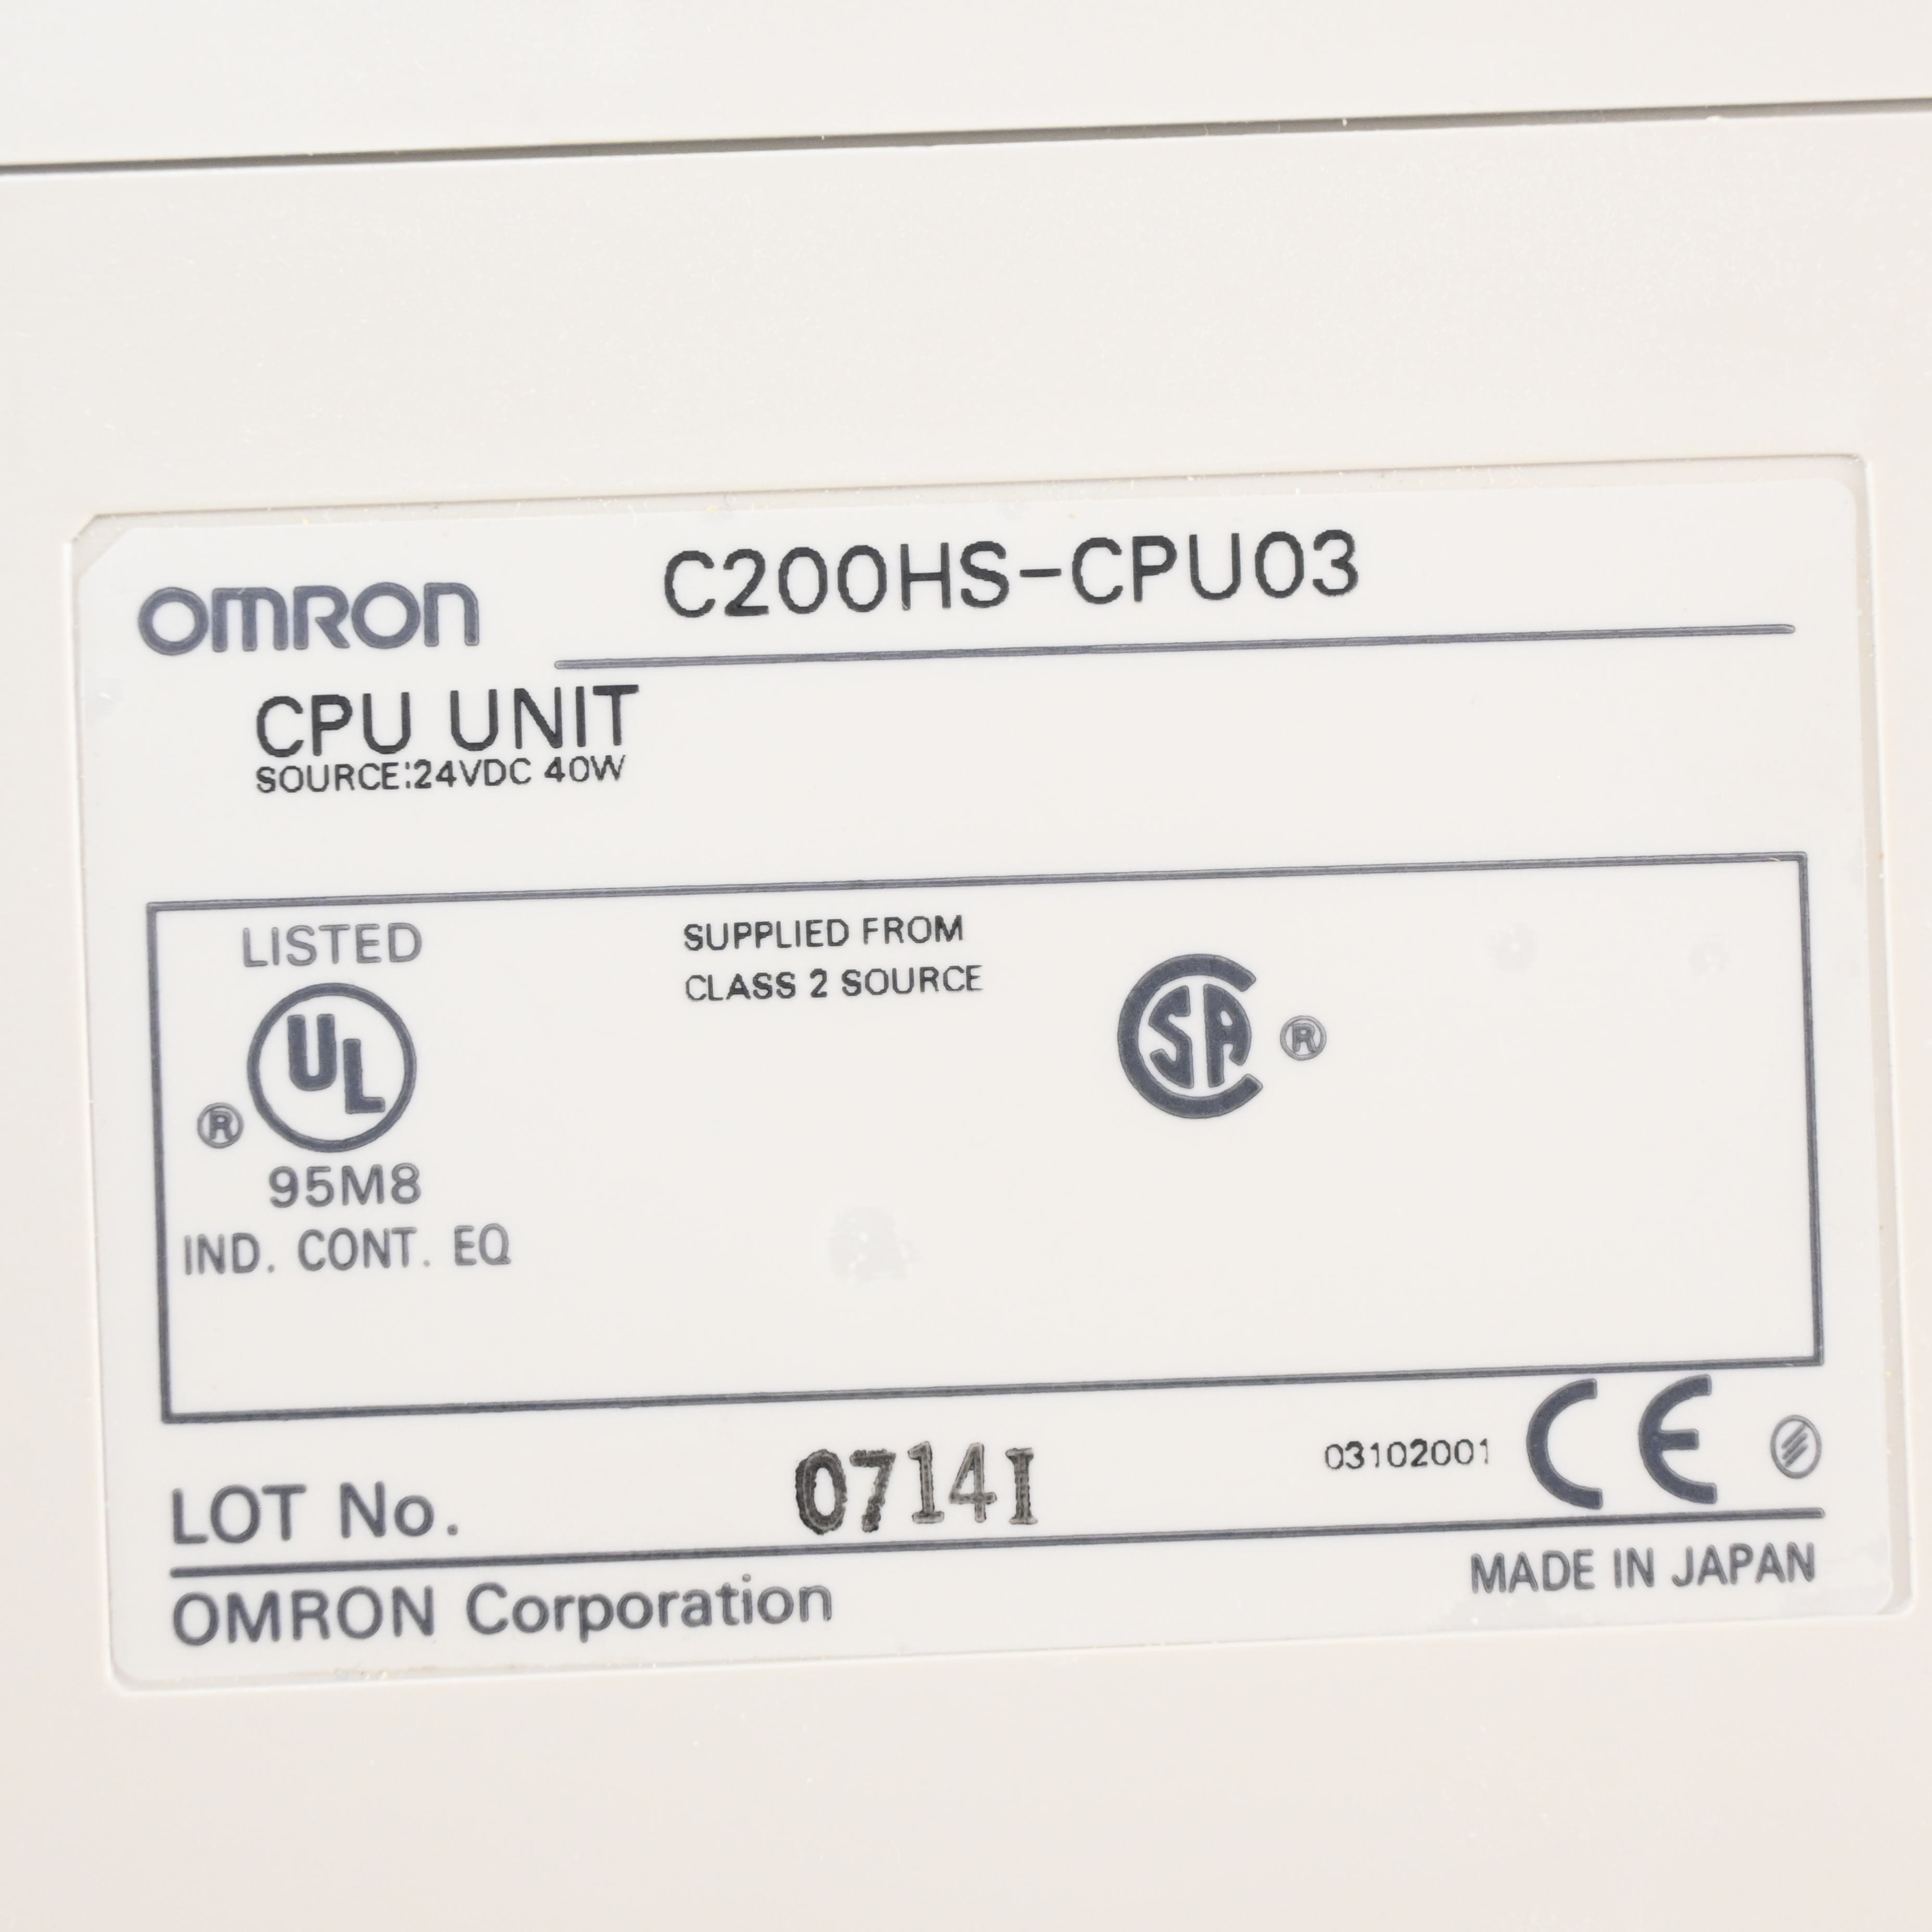 OMRON C200HS-CPU03
CPU UNIT
SOURCE:24VDC 40W
LISTED
UL
®
95M8
IND. CONT. EQ
SUPPLIED FROM
CLASS 2 SOURCE
CSA ®
LOT No. 0714I 03102001 CE
OMRON Corporation MADE IN JAPAN